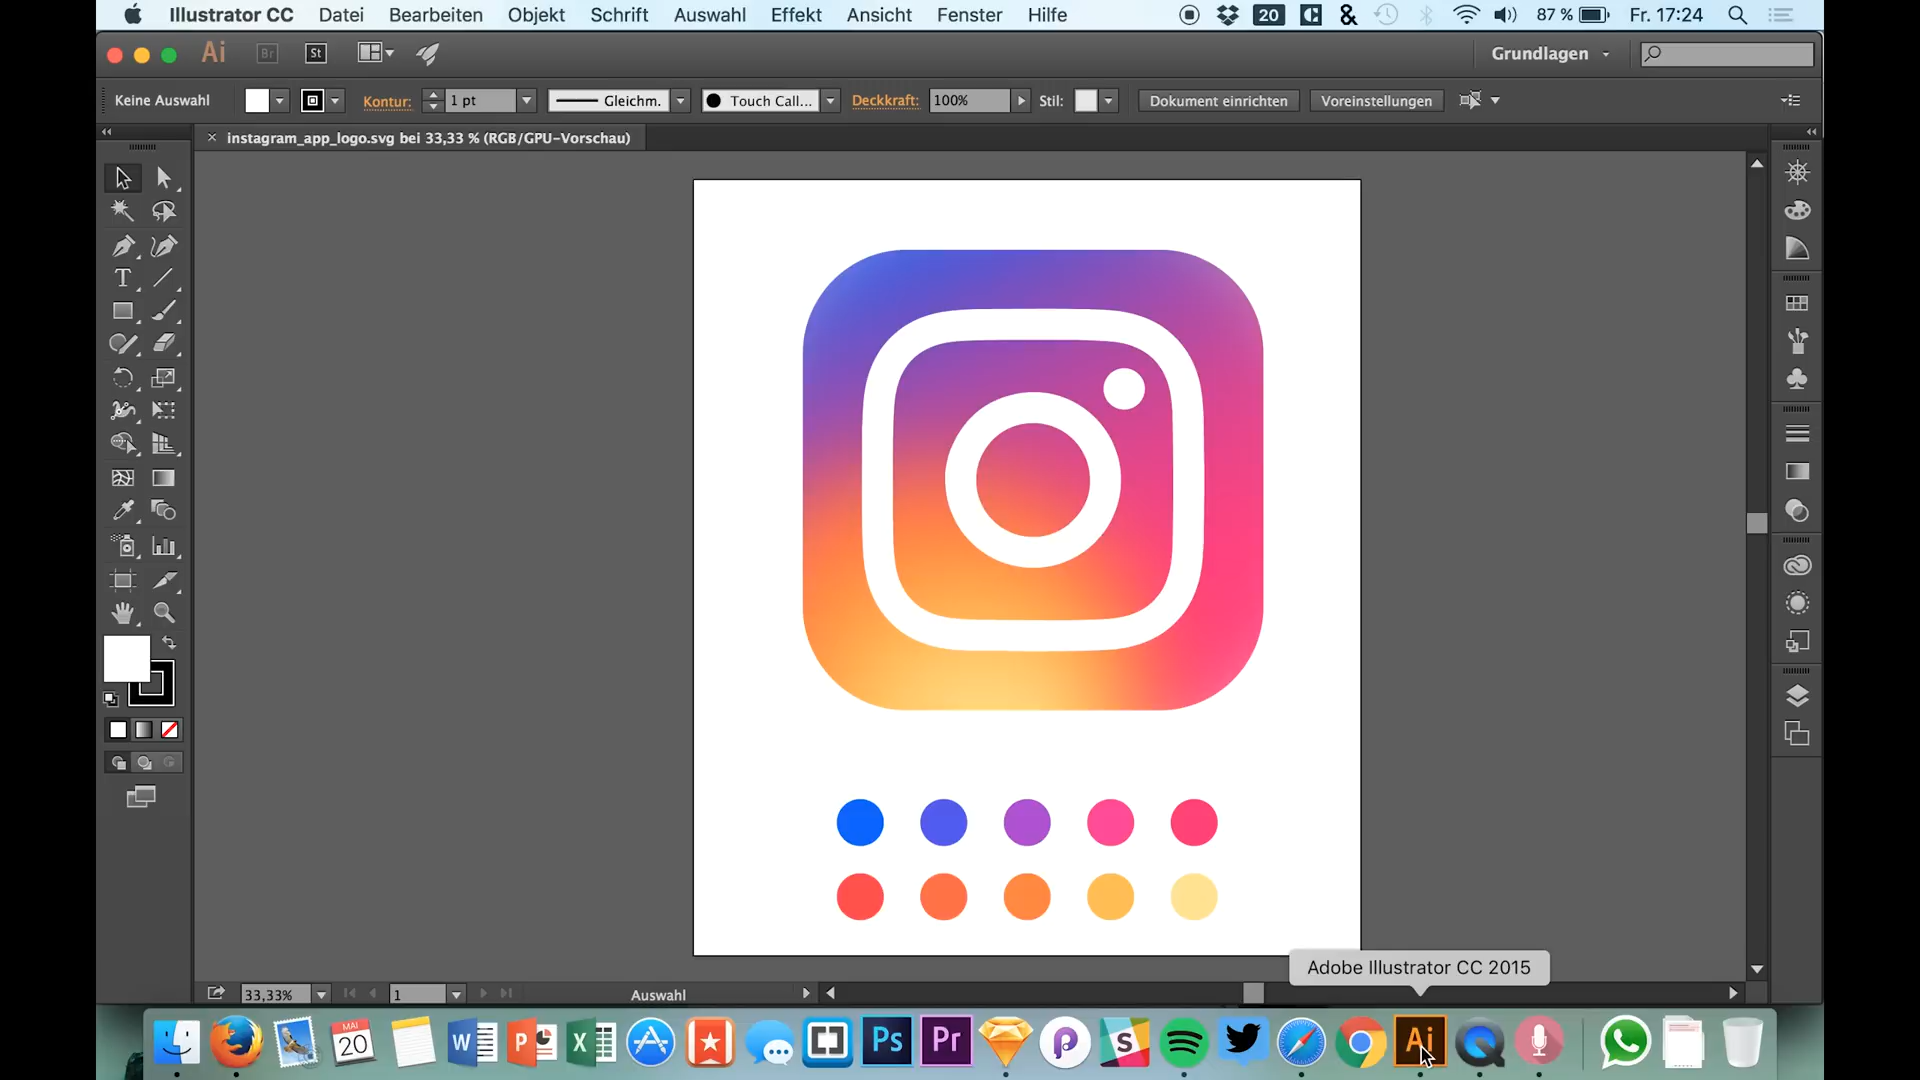 Illustrator CC Datei Bearbeiten Objekt Schrift Auswahl Effekt Ansicht Fenster Hilfe 20 & 87 % Fr. 17:24
Ai Br St Grundlagen
Keine Auswahl Kontur: 1 pt Gleichm. Touch Call... Deckkraft: 100% Stil: Dokument einrichten Voreinstellungen
× instagram_app_logo.svg bei 33,33 % (RGB/GPU-Vorschau)
T
Adobe Illustrator CC 2015
33,33% 1 Auswahl
MAI
20 W P X Ps Pr p S Ai